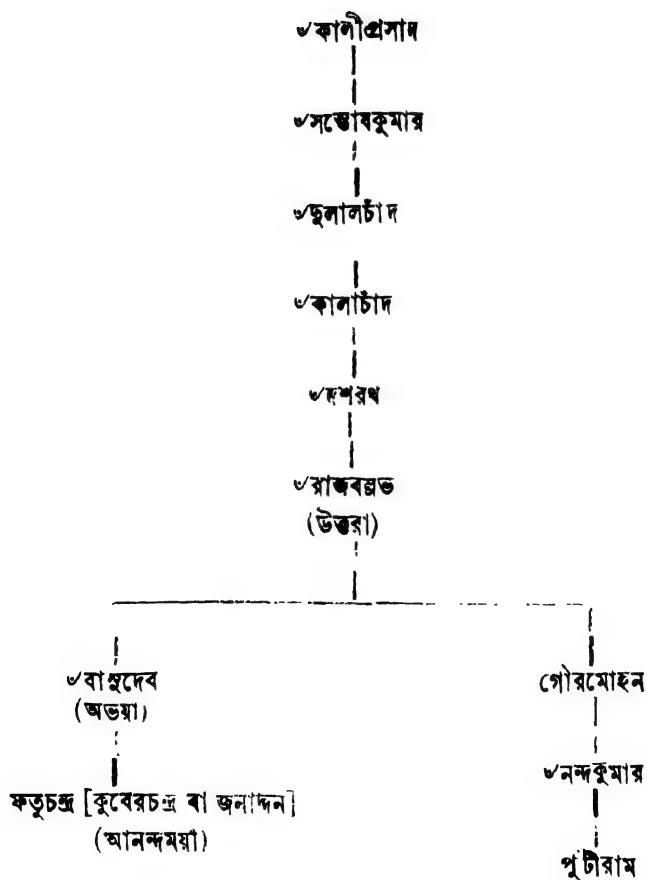 ৺কালীপ্রসাদ
৺সন্তোষকুমার
৺দুলালচাঁদ
৺কালাচাঁদ
৺দশরথ
৺রাজবল্লভ
(উত্তরা)
৺বাসুদেব
গৌরমোহন
(অভয়া)
৺নন্দকুমার
ফতুচন্দ্র [কুবেরচন্দ্র বা জনাদ্দন]
(আনন্দময়া)
পুটীরাম